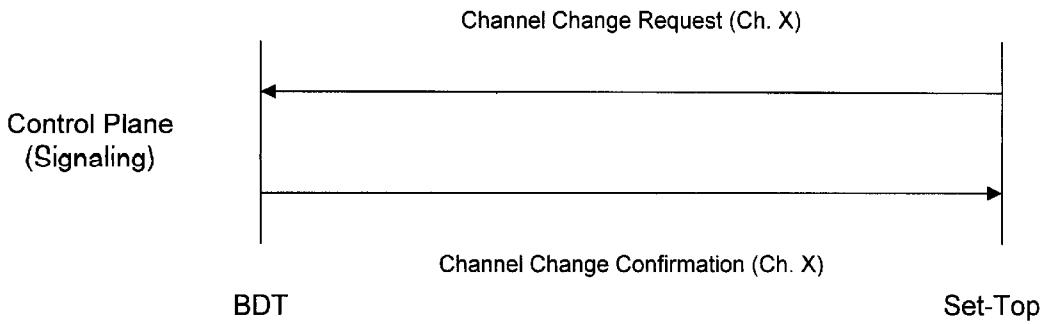 Channel Change Request (Ch. X)
Control Plane
(Signaling)
Channel Change Confirmation (Ch. X)
BDT
Set-Top